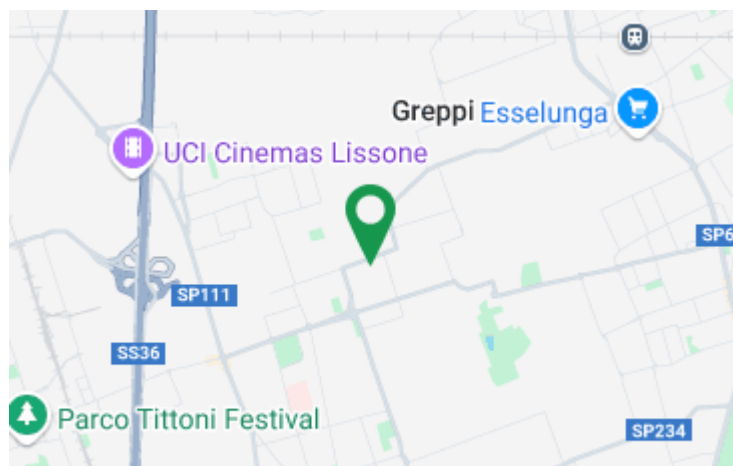 Greppi Esselunga
UCI Cinemas Lissone
SP6
SP111
SS36
Parco Tittoni Festival
SP234